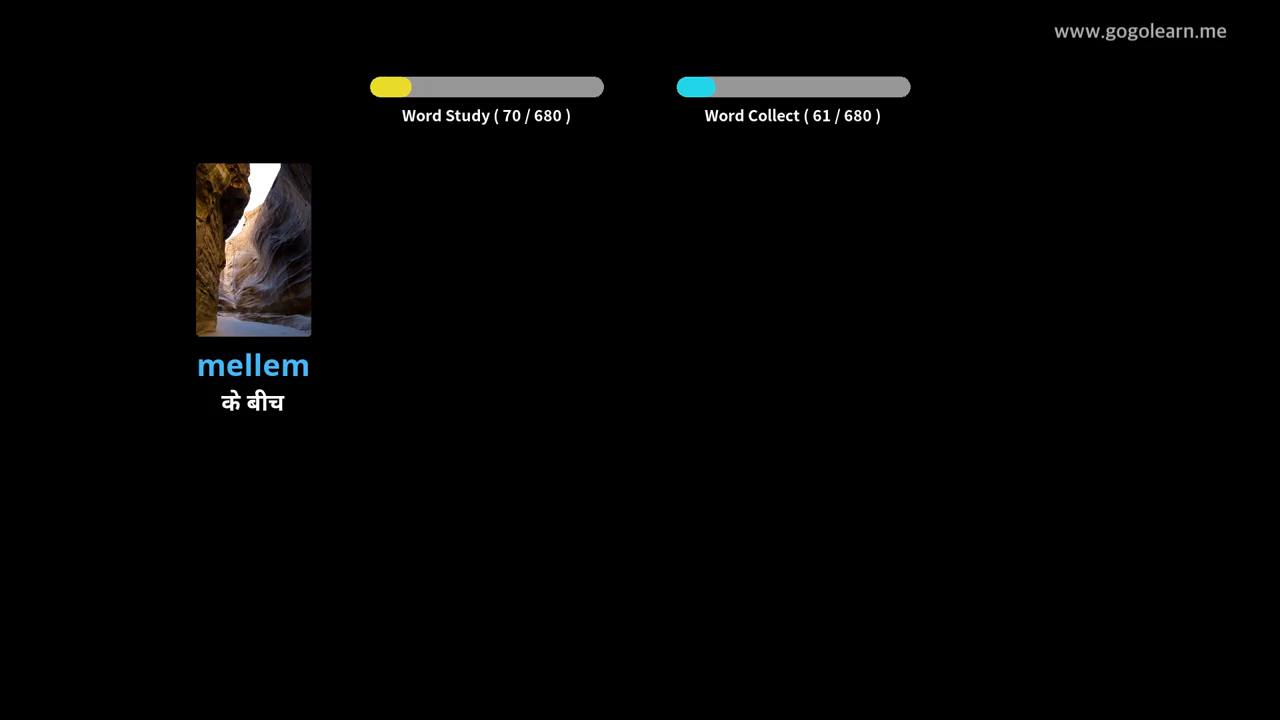 www.gogolearn.me
Word Study ( 70 / 680 )
Word Collect ( 61 / 680 )
mellem
के बीच